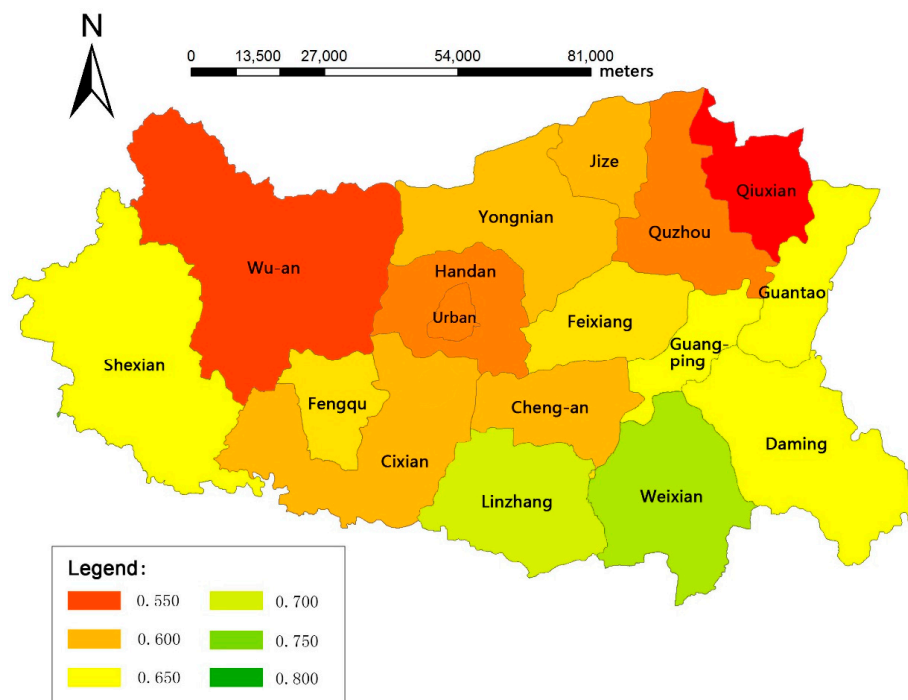 N
0 13,500 27,000 54,000 81,000
meters
Jize
Qiuxian
Yongnian
Quzhou
Wu-an
Handan
Guantao
Urban
Feixiang
Guang-
ping
Shexian
Fengqu
Cheng-an
Daming
Cixian
Linzhang
Weixian
Legend:
0.550 0.700
0.600 0.750
0.650 0.800